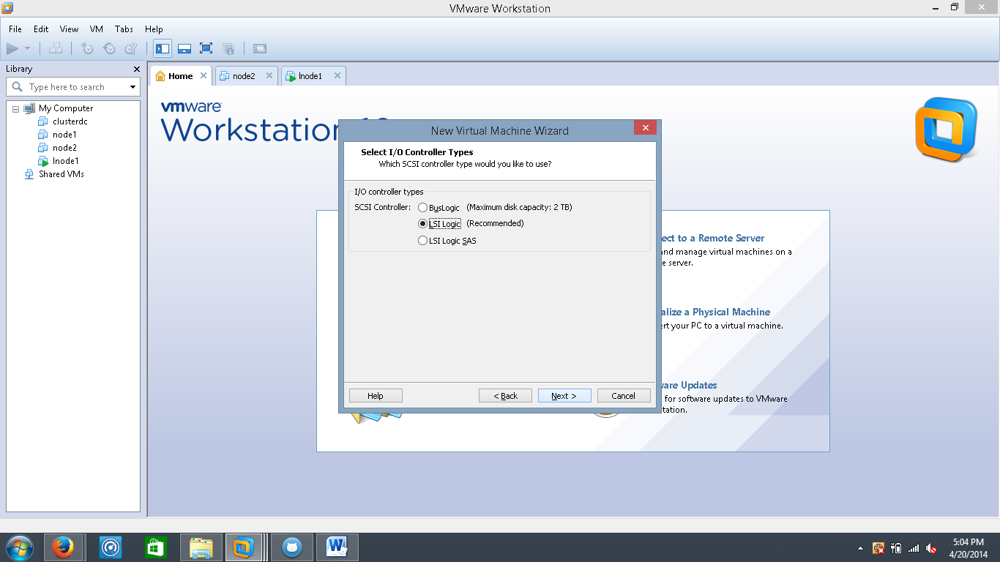 VMware Workstation
File Edit View VM Tabs Help
Library
Type here to search
My Computer
clusterdc
node1
node2
lnode1
Shared VMs
Home node2 lnode1
vmware
Workstation
New Virtual Machine Wizard
Select I/O Controller Types
Which SCSI controller type would you like to use?
I/O controller types
SCSI Controller: BusLogic (Maximum disk capacity: 2 TB)
LSI Logic (Recommended)
LSI Logic SAS
Help < Back Next > Cancel
ect to a Remote Server
and manage virtual machines on a
e server.
alize a Physical Machine
ert your PC to a virtual machine.
ware Updates
for software updates to VMware
tation.
5:04 PM
4/20/2014